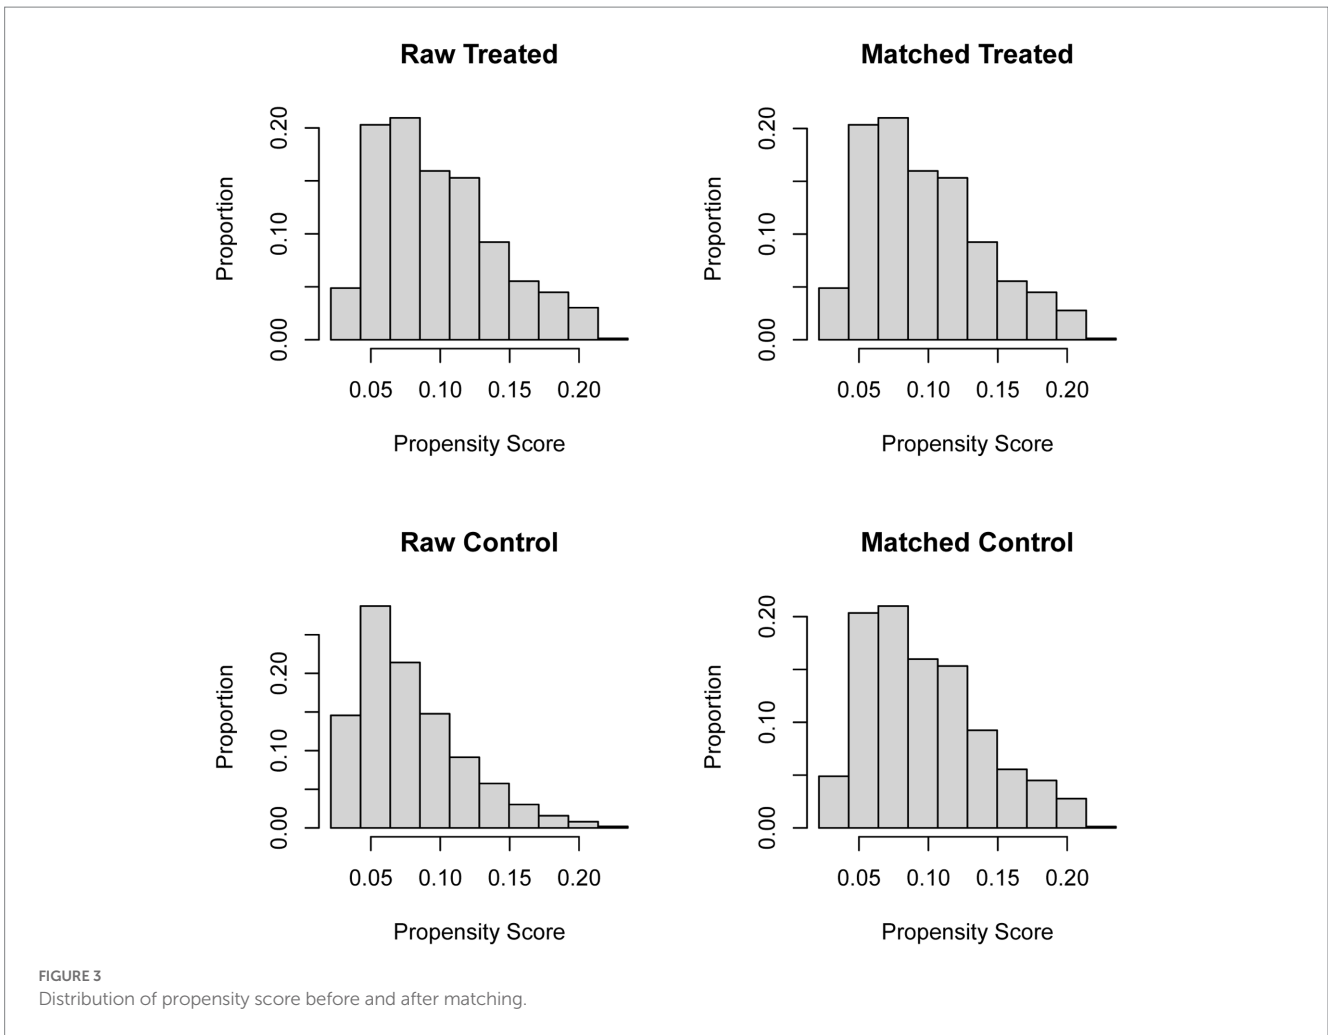 Raw Treated
Matched Treated
Proportion
0.00 0.10 0.20
0.05 0.10 0.15 0.20
Propensity Score
Proportion
0.00 0.10 0.20
0.05 0.10 0.15 0.20
Propensity Score
Raw Control
Matched Control
Proportion
0.00 0.10 0.20
0.05 0.10 0.15 0.20
Propensity Score
Proportion
0.00 0.10 0.20
0.05 0.10 0.15 0.20
Propensity Score
FIGURE 3
Distribution of propensity score before and after matching.